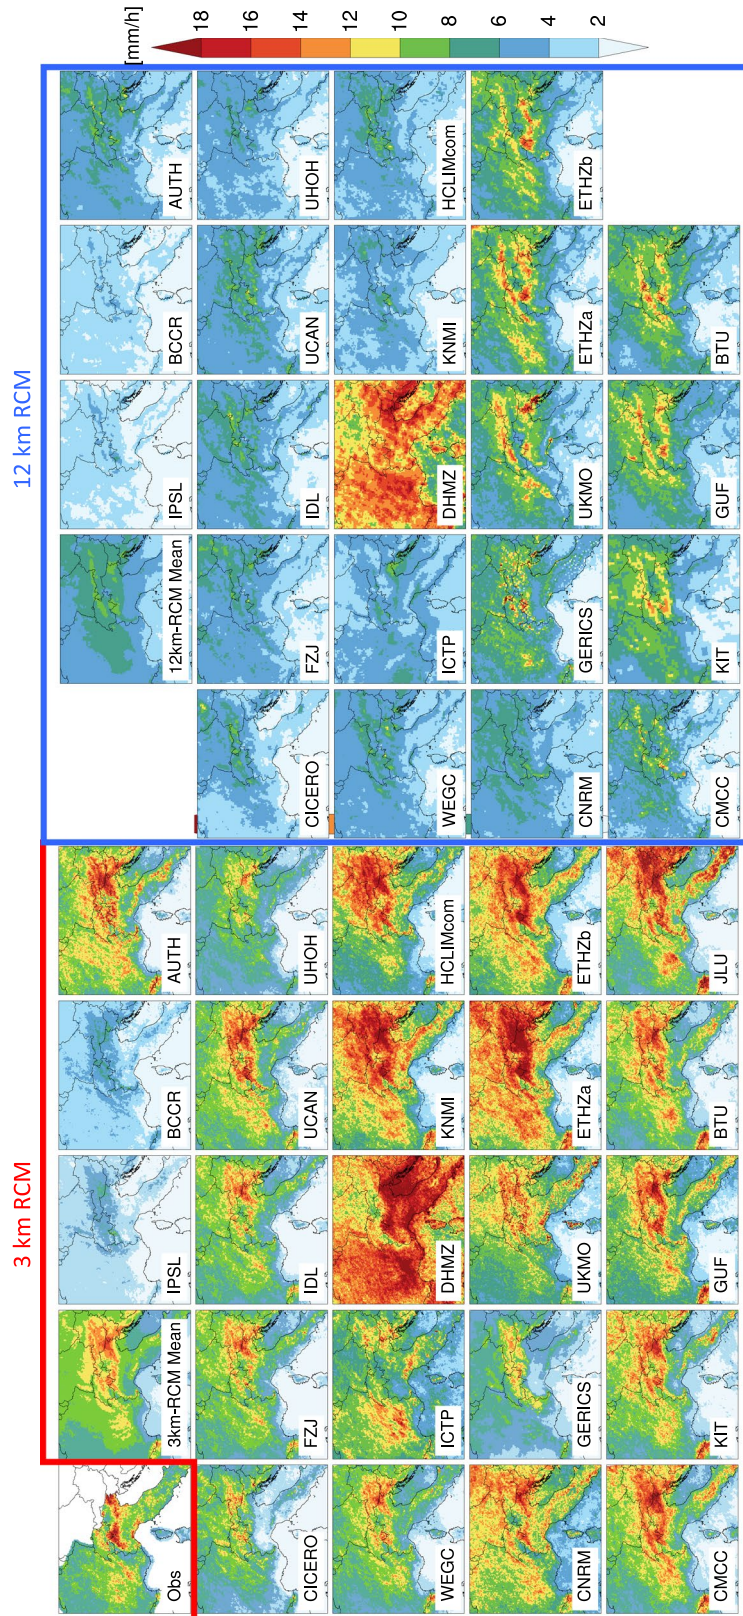 3 km RCM
12 km RCM
Obs
3km-RCM Mean
IPSL
BCCR
AUTH
12km-RCM Mean
IPSL
BCCR
AUTH
CICERO
FZJ
IDL
UCAN
UHOH
CICERO
FZJ
IDL
UCAN
UHOH
WEGC
ICTP
DHMZ
KNMI
HCLIMcom
WEGC
ICTP
DHMZ
KNMI
HCLIMcom
CNRM
GERICS
UKMO
ETHZa
ETHZb
CNRM
GERICS
UKMO
ETHZa
ETHZb
CMCC
KIT
GUF
BTU
JLU
CMCC
KIT
GUF
BTU
[mm/h]
18
16
14
12
10
8
6
4
2